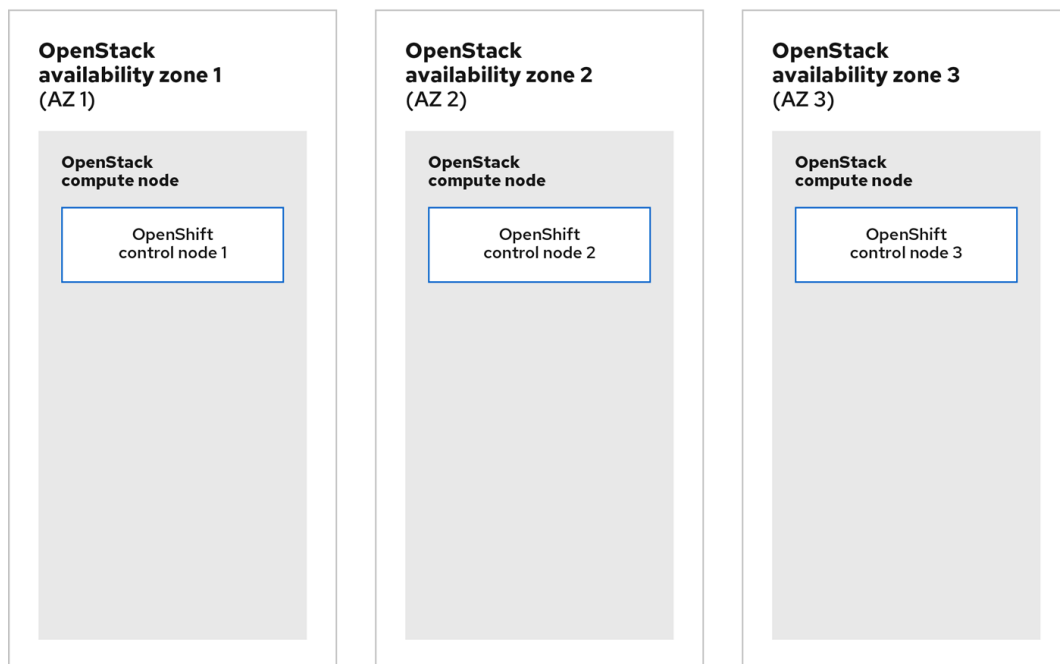 OpenStack
availability zone 1
(AZ 1)
OpenStack
compute node
OpenShift
control node 1
OpenStack
availability zone 2
(AZ 2)
OpenStack
compute node
OpenShift
control node 2
OpenStack
availability zone 3
(AZ 3)
OpenStack
compute node
OpenShift
control node 3